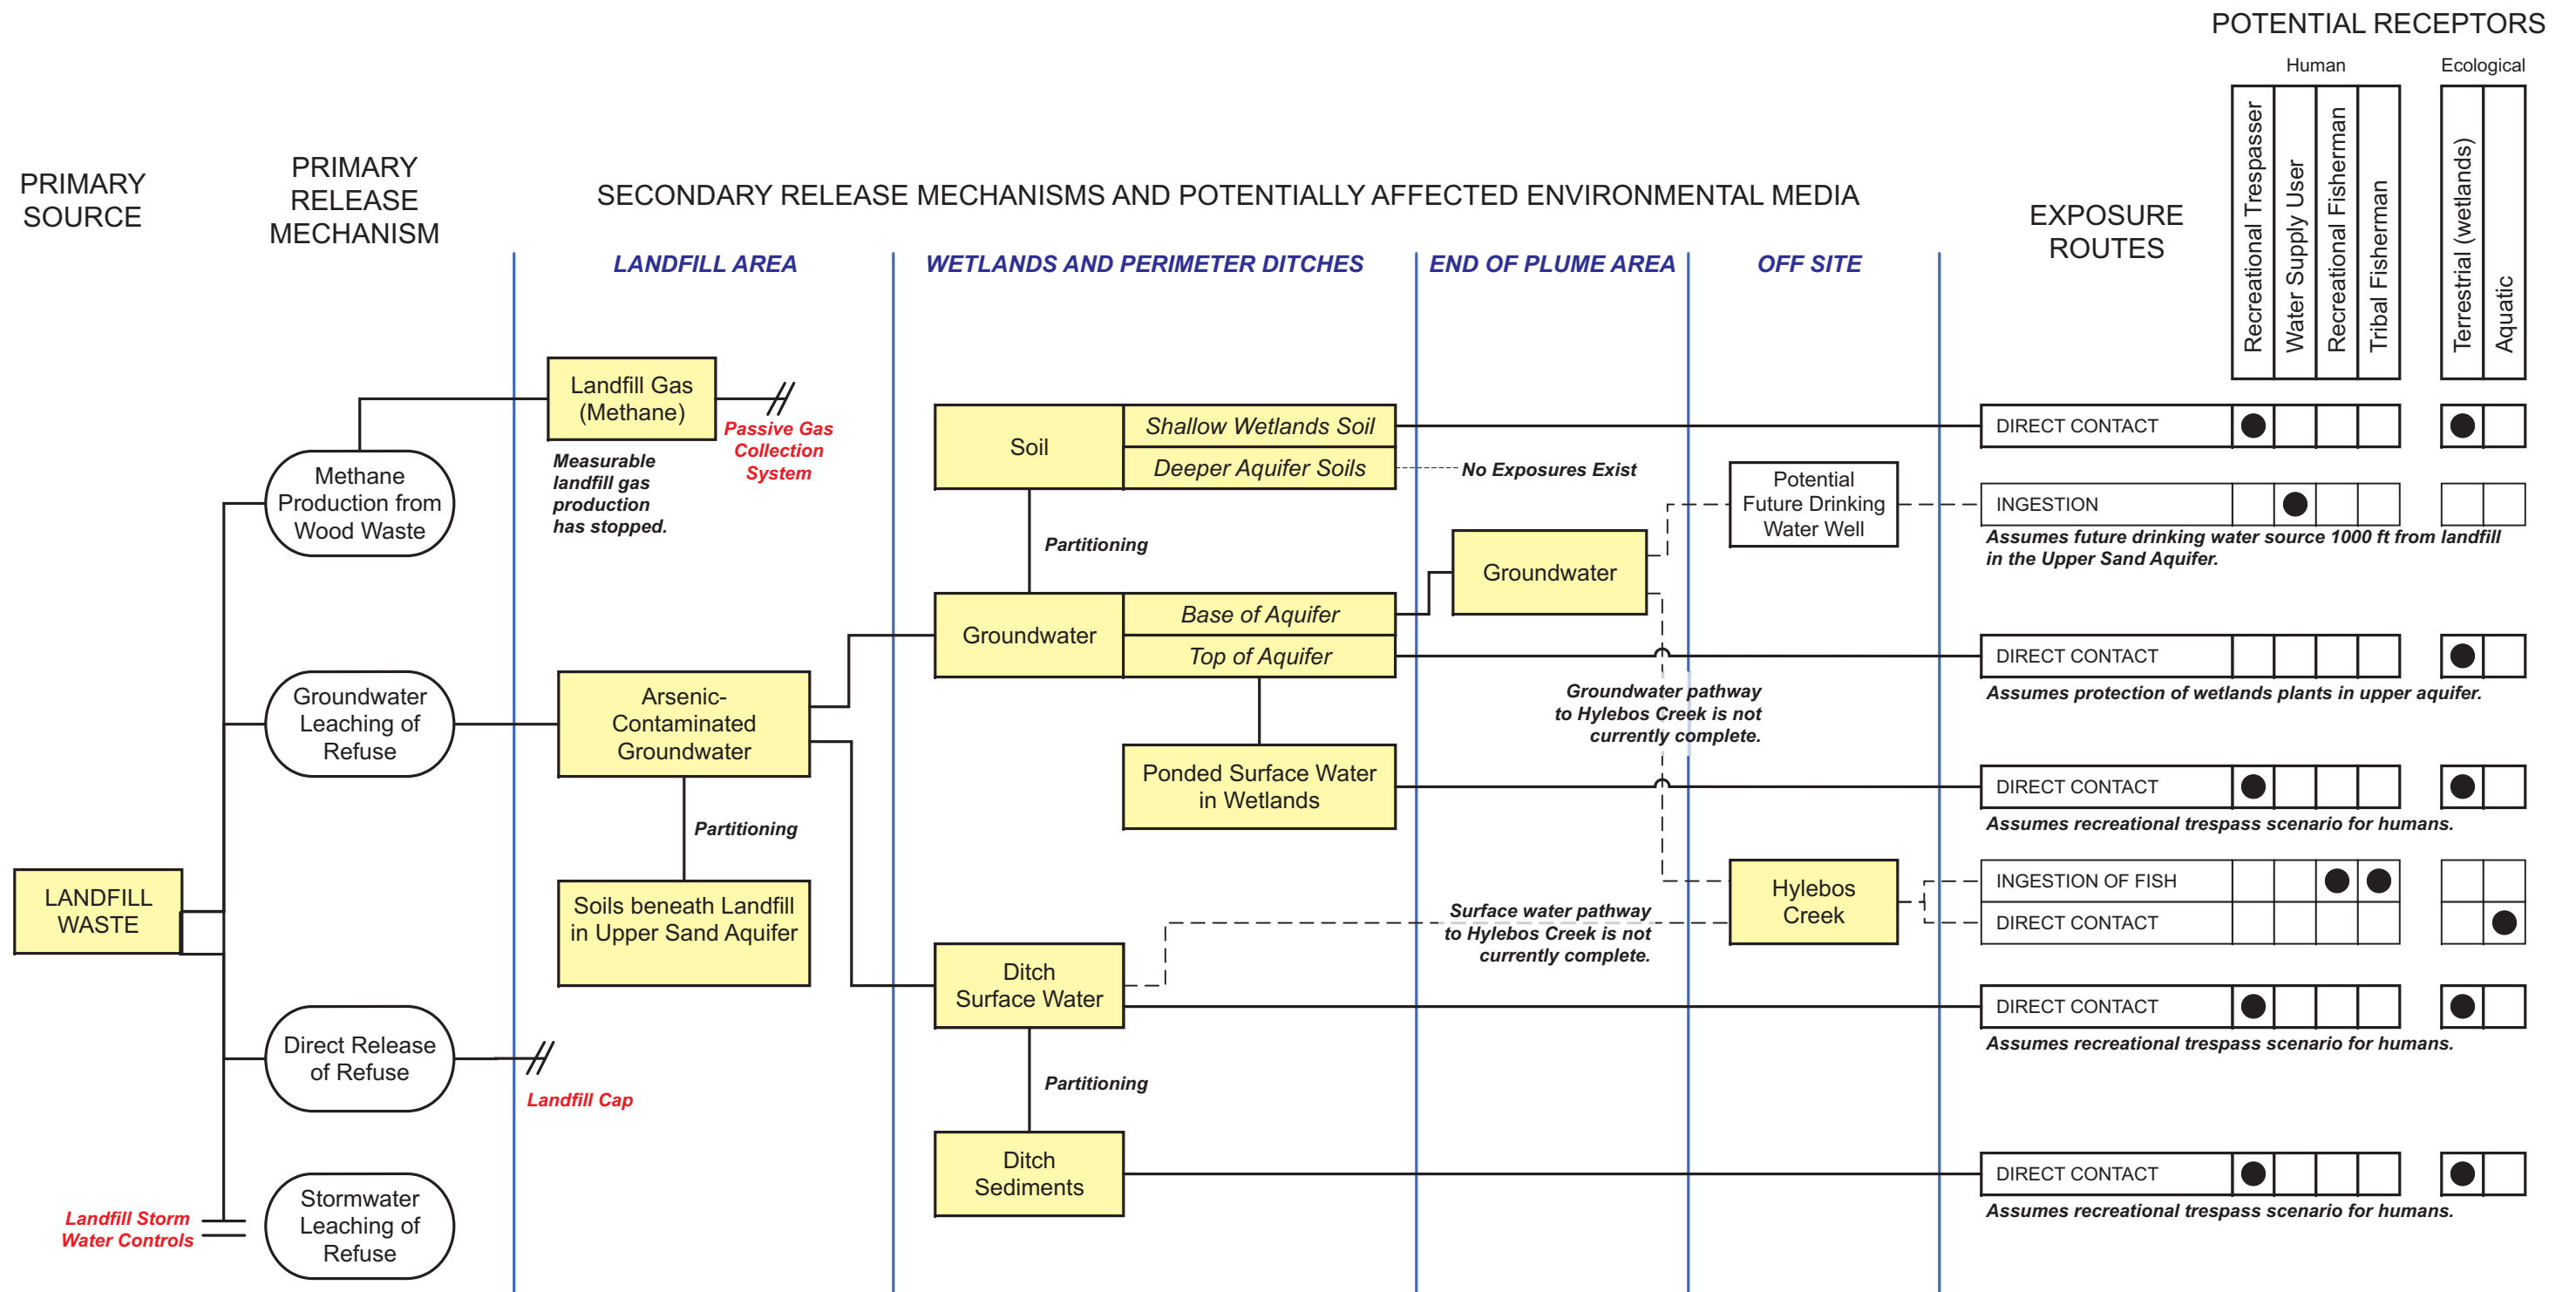 POTENTIAL RECEPTORS
Human
Ecological
Recreational Trespasser
Water Supply User
Recreational Fisherman
Tribal Fisherman
Terrestrial (wetlands)
Aquatic
PRIMARY
SOURCE
PRIMARY
RELEASE
MECHANISM
SECONDARY RELEASE MECHANISMS AND POTENTIALLY AFFECTED ENVIRONMENTAL MEDIA
EXPOSURE
ROUTES
LANDFILL AREA
WETLANDS AND PERIMETER DITCHES
END OF PLUME AREA
OFF SITE
Landfill Gas
(Methane)
Passive Gas
Collection
System
Measurable
landfill gas
production
has stopped.
Methane
Production from
Wood Waste
Soil
Shallow Wetlands Soil
Deeper Aquifer Soils
No Exposures Exist
DIRECT CONTACT
Potential
Future Drinking
Water Well
INGESTION
Assumes future drinking water source 1000 ft from landfill
in the Upper Sand Aquifer.
Partitioning
Groundwater
Groundwater
Base of Aquifer
Top of Aquifer
DIRECT CONTACT
Assumes protection of wetlands plants in upper aquifer.
Groundwater
Leaching of
Refuse
Arsenic-
Contaminated
Groundwater
Groundwater pathway
to Hylebos Creek is not
currently complete.
Ponded Surface Water
in Wetlands
DIRECT CONTACT
Assumes recreational trespass scenario for humans.
Partitioning
LANDFILL
WASTE
Soils beneath Landfill
in Upper Sand Aquifer
Hylebos
Creek
INGESTION OF FISH
DIRECT CONTACT
Surface water pathway
to Hylebos Creek is not
currently complete.
Ditch
Surface Water
DIRECT CONTACT
Assumes recreational trespass scenario for humans.
Direct Release
of Refuse
Landfill Cap
Partitioning
Ditch
Sediments
DIRECT CONTACT
Assumes recreational trespass scenario for humans.
Landfill Storm
Water Controls
Stormwater
Leaching of
Refuse